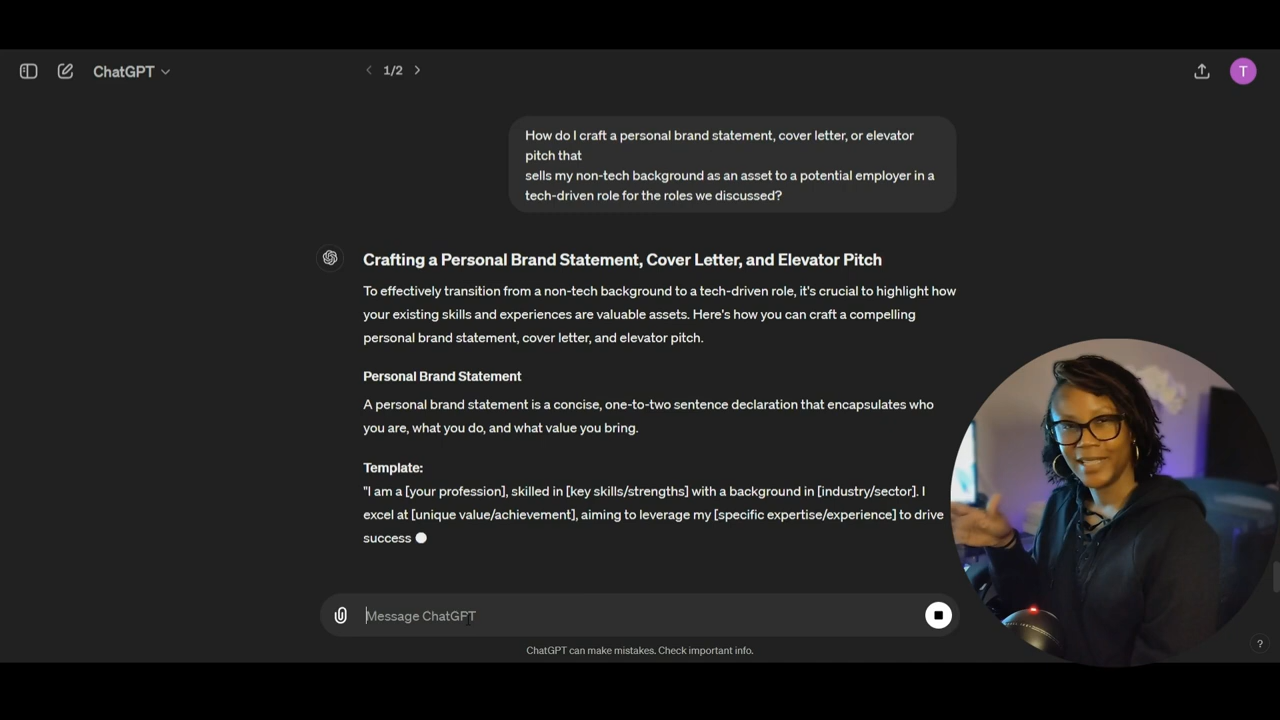 ChatGPT
1/2
T
How do I craft a personal brand statement, cover letter, or elevator
pitch that
sells my non-tech background as an asset to a potential employer in a
tech-driven role for the roles we discussed?
Crafting a Personal Brand Statement, Cover Letter, and Elevator Pitch
To effectively transition from a non-tech background to a tech-driven role, it's crucial to highlight how
your existing skills and experiences are valuable assets. Here's how you can craft a compelling
personal brand statement, cover letter, and elevator pitch.
Personal Brand Statement
A personal brand statement is a concise, one-to-two sentence declaration that encapsulates who
you are, what you do, and what value you bring.
Template:
"I am a [your profession], skilled in [key skills/strengths] with a background in [industry/sector]. I
excel at [unique value/achievement], aiming to leverage my [specific expertise/experience] to drive
success
Message ChatGPT
ChatGPT can make mistakes. Check important info.
?